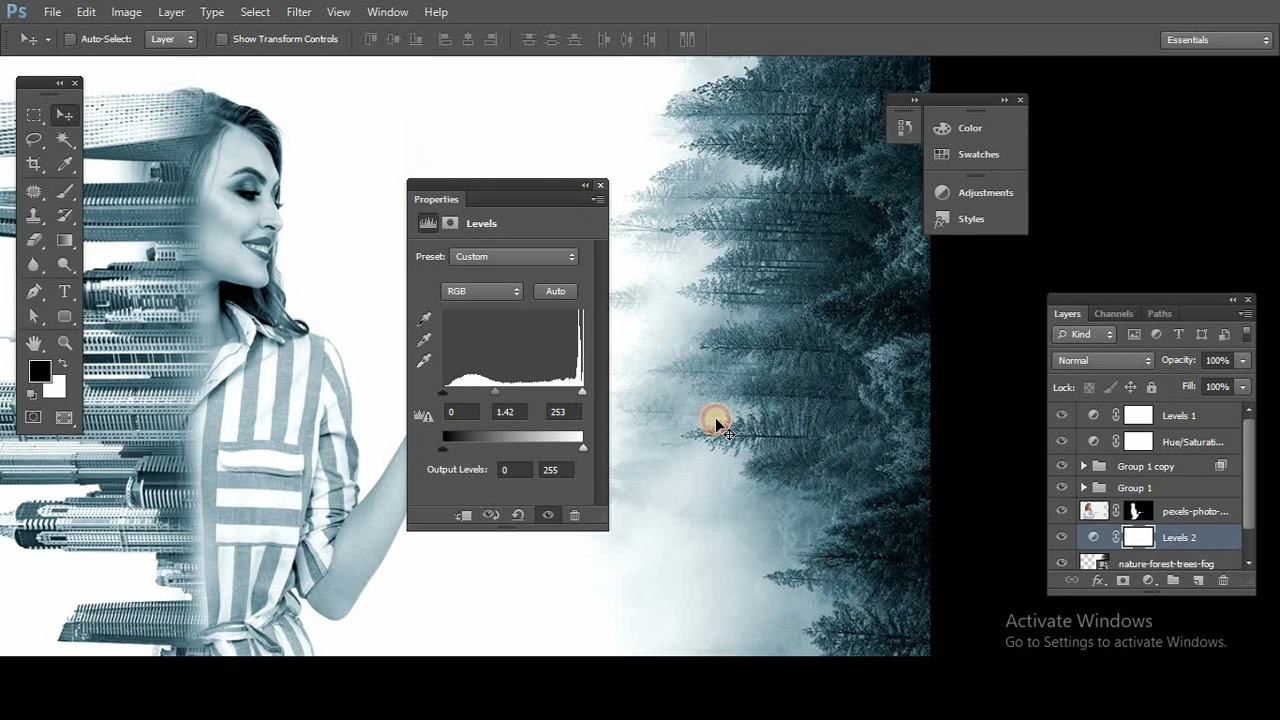 Ps File Edit Image Layer Type Select Filter View Window Help
Auto-Select: Layer Show Transform Controls Essentials
Color
Swatches
Adjustments
Styles
Properties
Levels
Preset: Custom
RGB Auto
0 1.42 253
Output Levels: 0 255
Layers Channels Paths
Kind
Normal Opacity: 100%
Lock: Fill: 100%
Levels 1
Hue/Saturati...
Group 1 copy
Group 1
pexels-photo-...
Levels 2
nature-forest-trees-fog
Activate Windows
Go to Settings to activate Windows.